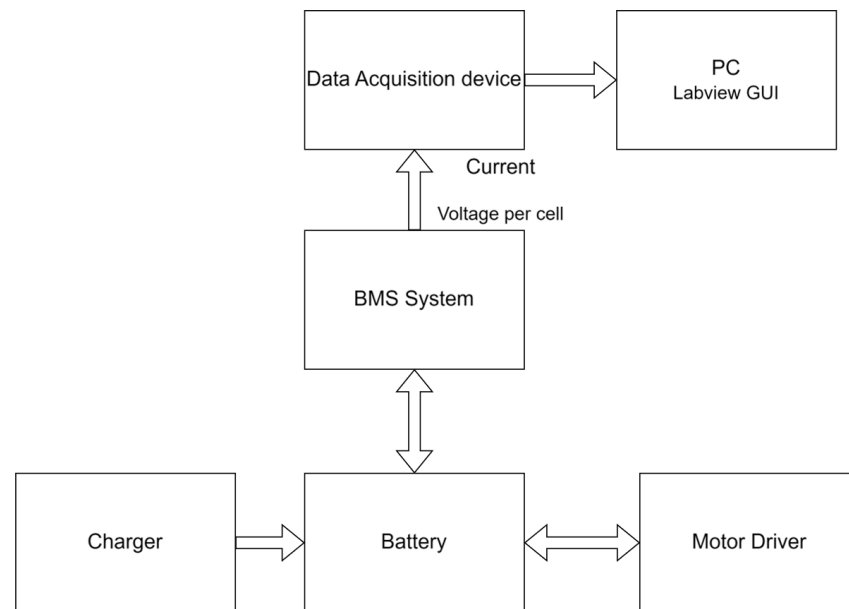 Data Acquisition device
PC
Labview GUI
Current
Voltage per cell
BMS System
Charger
Battery
Motor Driver